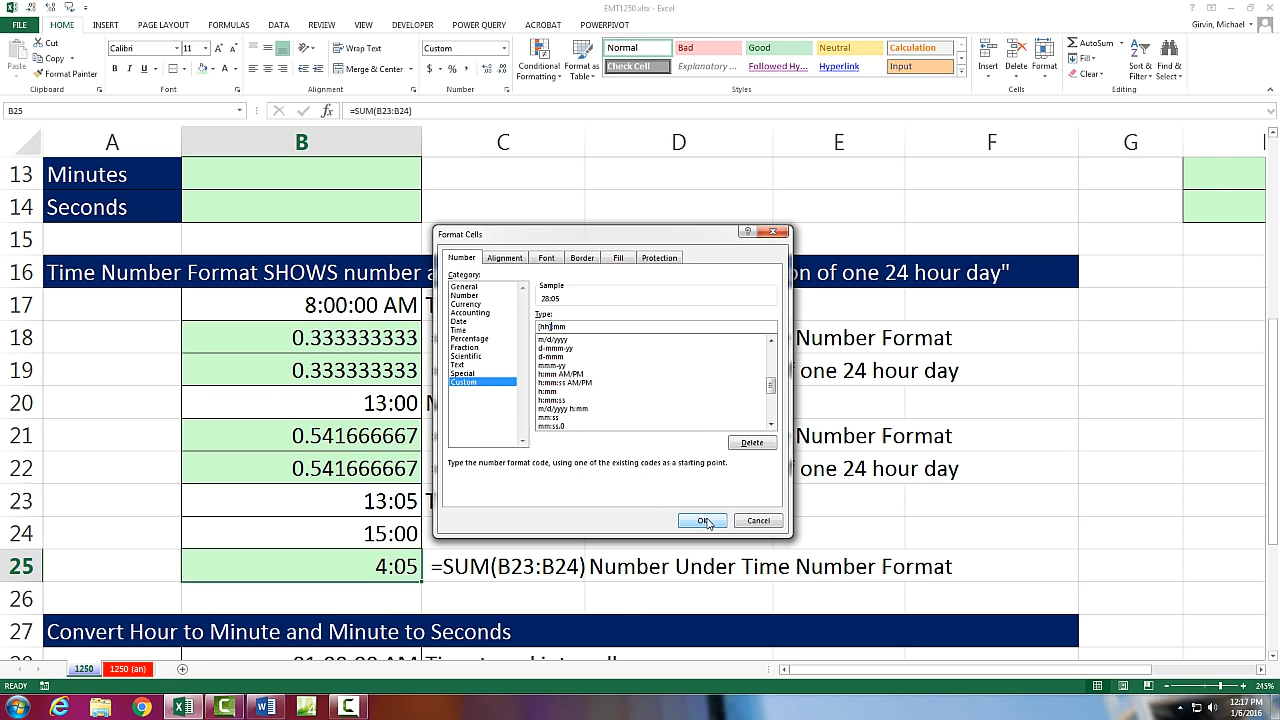 EMT1250.xlsx - Excel
FILE HOME INSERT PAGE LAYOUT FORMULAS DATA REVIEW VIEW DEVELOPER POWER QUERY ACROBAT POWERPIVOT Girvin, Michael
Cut
Copy
Format Painter
Paste
Clipboard
Calibri 11
B I U
Font
Wrap Text
Merge & Center
Alignment
Custom
$ % ,
Number
Conditional Formatting
Format as Table
Normal Bad Good Neutral Calculation
Check Cell Explanatory ... Followed Hy... Hyperlink Input
Styles
Insert Delete Format
Cells
AutoSum
Fill
Clear
Sort & Filter
Find & Select
Editing
B25 fx =SUM(B23:B24)
A B C D E F G
13 Minutes
14 Seconds
15
16 Time Number Format SHOWS number a on of one 24 hour day"
17 8:00:00 AM T
18 0.333333333 Number Format
19 0.333333333 f one 24 hour day
20 13:00
21 0.541666667 Number Format
22 0.541666667 f one 24 hour day
23 13:05 T
24 15:00
25 4:05 =SUM(B23:B24) Number Under Time Number Format
26
27 Convert Hour to Minute and Minute to Seconds
Format Cells
Number Alignment Font Border Fill Protection
Category:
General
Number
Currency
Accounting
Date
Time
Percentage
Fraction
Scientific
Text
Special
Custom
Sample
28:05
Type:
m/d/yyyy
d-mmm-yy
d-mmm
mmm-yy
h:mm AM/PM
h:mm:ss AM/PM
h:mm
h:mm:ss
m/d/yyyy h:mm
mm:ss
mm:ss.0
Delete
Type the number format code, using one of the existing codes as a starting point.
OK Cancel
1250 1250 (an)
READY 245%
12:17 PM
1/6/2016